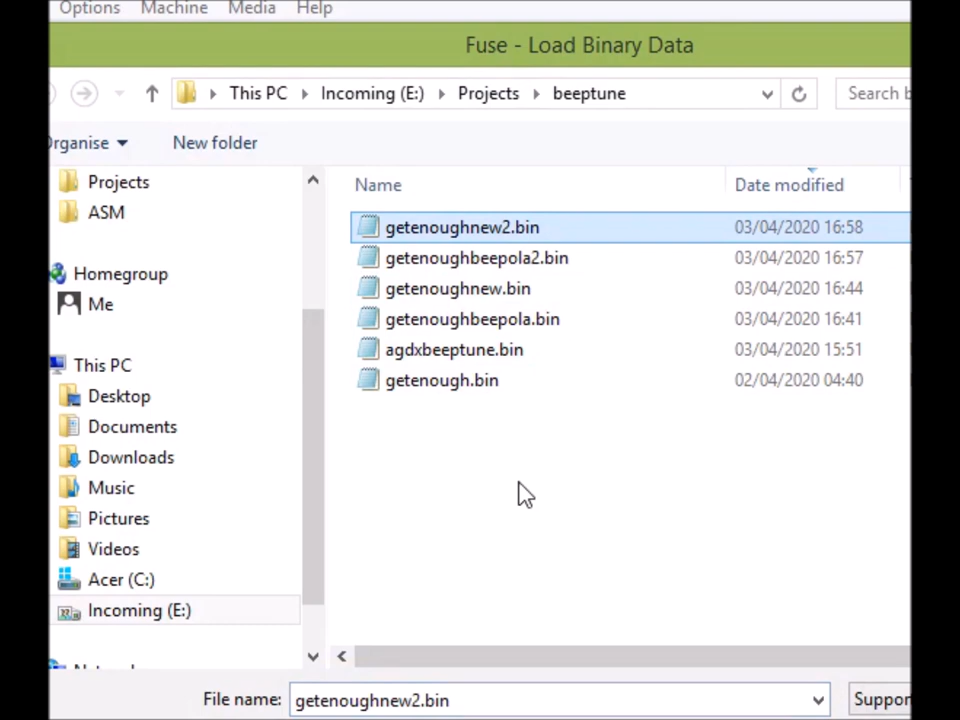 Options Machine Media Help
Fuse - Load Binary Data
This PC Incoming (E:) Projects beeptune Search b
rganise New folder
Name Date modified
Projects
ASM
Homegroup
Me
This PC
Desktop
Documents
Downloads
Music
Pictures
Videos
Acer (C:)
Incoming (E:)
getenoughnew2.bin 03/04/2020 16:58
getenoughbeepola2.bin 03/04/2020 16:57
getenoughnew.bin 03/04/2020 16:44
getenoughbeepola.bin 03/04/2020 16:41
agdxbeeptune.bin 03/04/2020 15:51
getenough.bin 02/04/2020 04:40
File name: getenoughnew2.bin Suppor